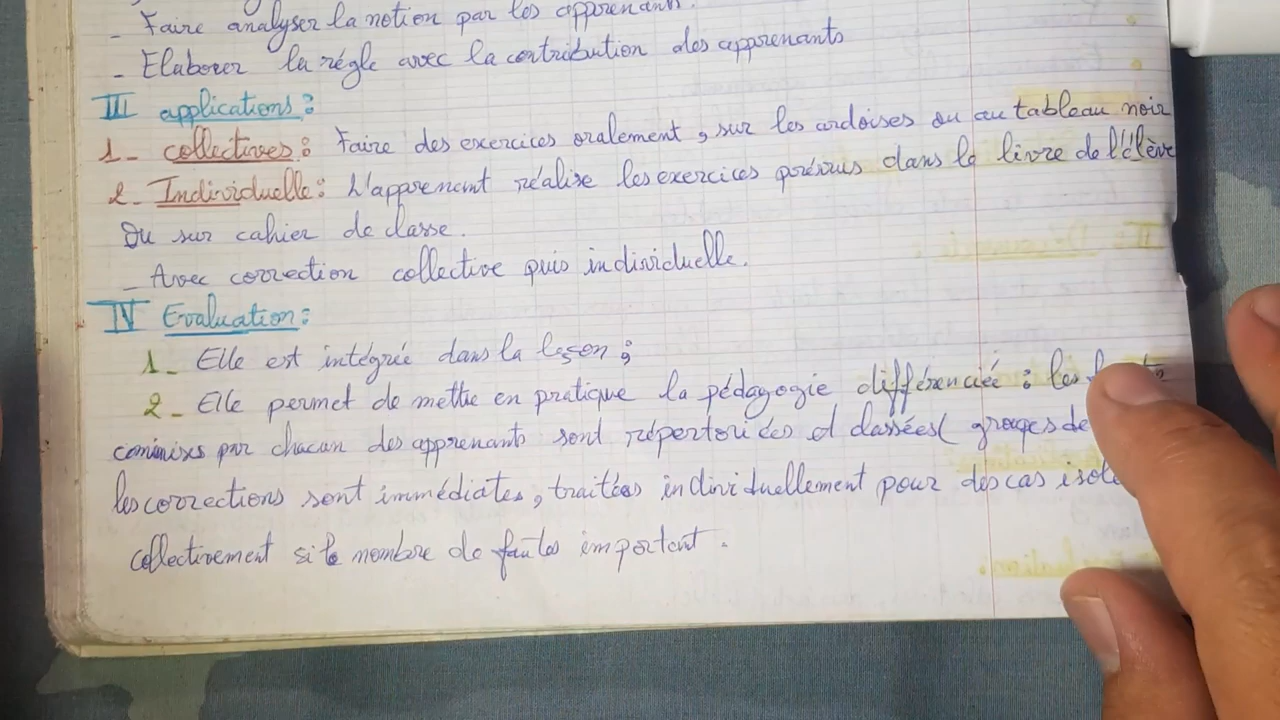 - Faire analyser la notion par les apprenants.
- Elaborer la régle avec la contribution des apprenants
III applications :
1- collectives : Faire des exercices oralement, sur les ardoises ou au tableau noir
2- Individuelle : L'apprenant réalise les exercices prévus dans le livre de l'élève
Ou sur cahier de classe.
- Avec correction collective puis individuelle.
IV Evaluation :
1- Elle est intégrée dans la leçon ;
2- Elle permet de mettre en pratique la pédagogie différenciée : les
commises par chacun des apprenants sont répertoriées et classées ( groupes de
les corrections sont immédiates, traitées individuellement pour des cas
collectivement si le nombre de fautes important.